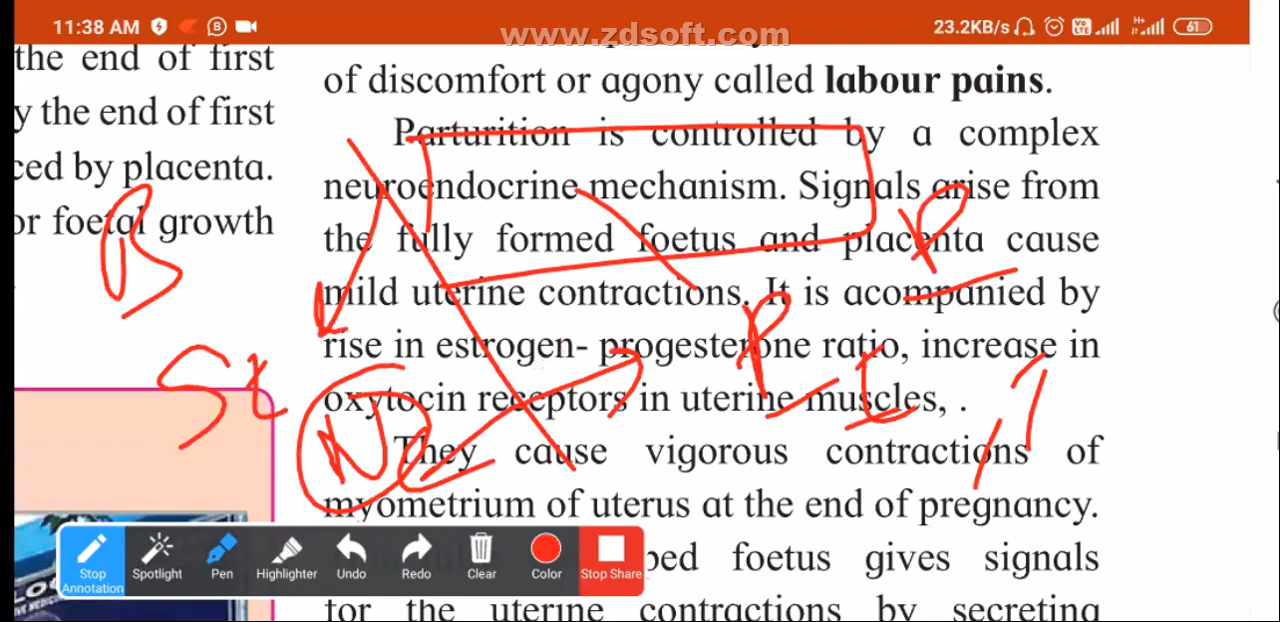 11:38 AM
www.zdsoft.com
23.2KB/s
61
the end of first
y the end of first
ced by placenta.
or foetal growth
of discomfort or agony called labour pains.
Parturition is controlled by a complex
neuroendocrine mechanism. Signals arise from
the fully formed foetus and placenta cause
mild uterine contractions. It is acompanied by
rise in estrogen- progesterone ratio, increase in
oxytocin receptors in uterine muscles, .
They cause vigorous contractions of
myometrium of uterus at the end of pregnancy.
ped foetus gives signals
for the uterine contractions by secreting
B
St
N
P
P
Stop Annotation
Spotlight
Pen
Highlighter
Undo
Redo
Clear
Color
Stop Share